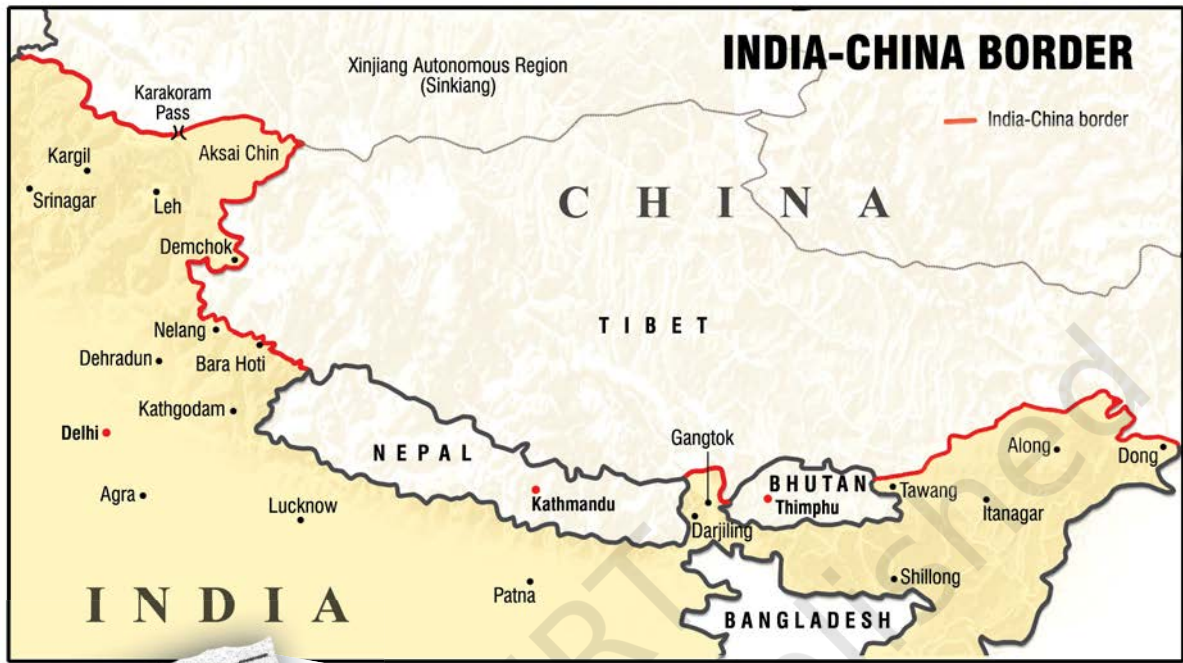 INDIA-CHINA BORDER
India-China border
Xinjiang Autonomous Region
(Sinkiang)
Karakoram
Pass
Aksai Chin
Kargil
Srinagar
Leh
CHINA
Demchok
TIBET
Nelang
Dehradun
Bara Hoti
Kathgodam
Delhi
NEPAL
Gangtok
Along
Dong
BHUTAN
Tawang
Agra
Lucknow
Kathmandu
Thimphu
Itanagar
Darjiling
Shillong
Patna
INDIA
BANGLADESH